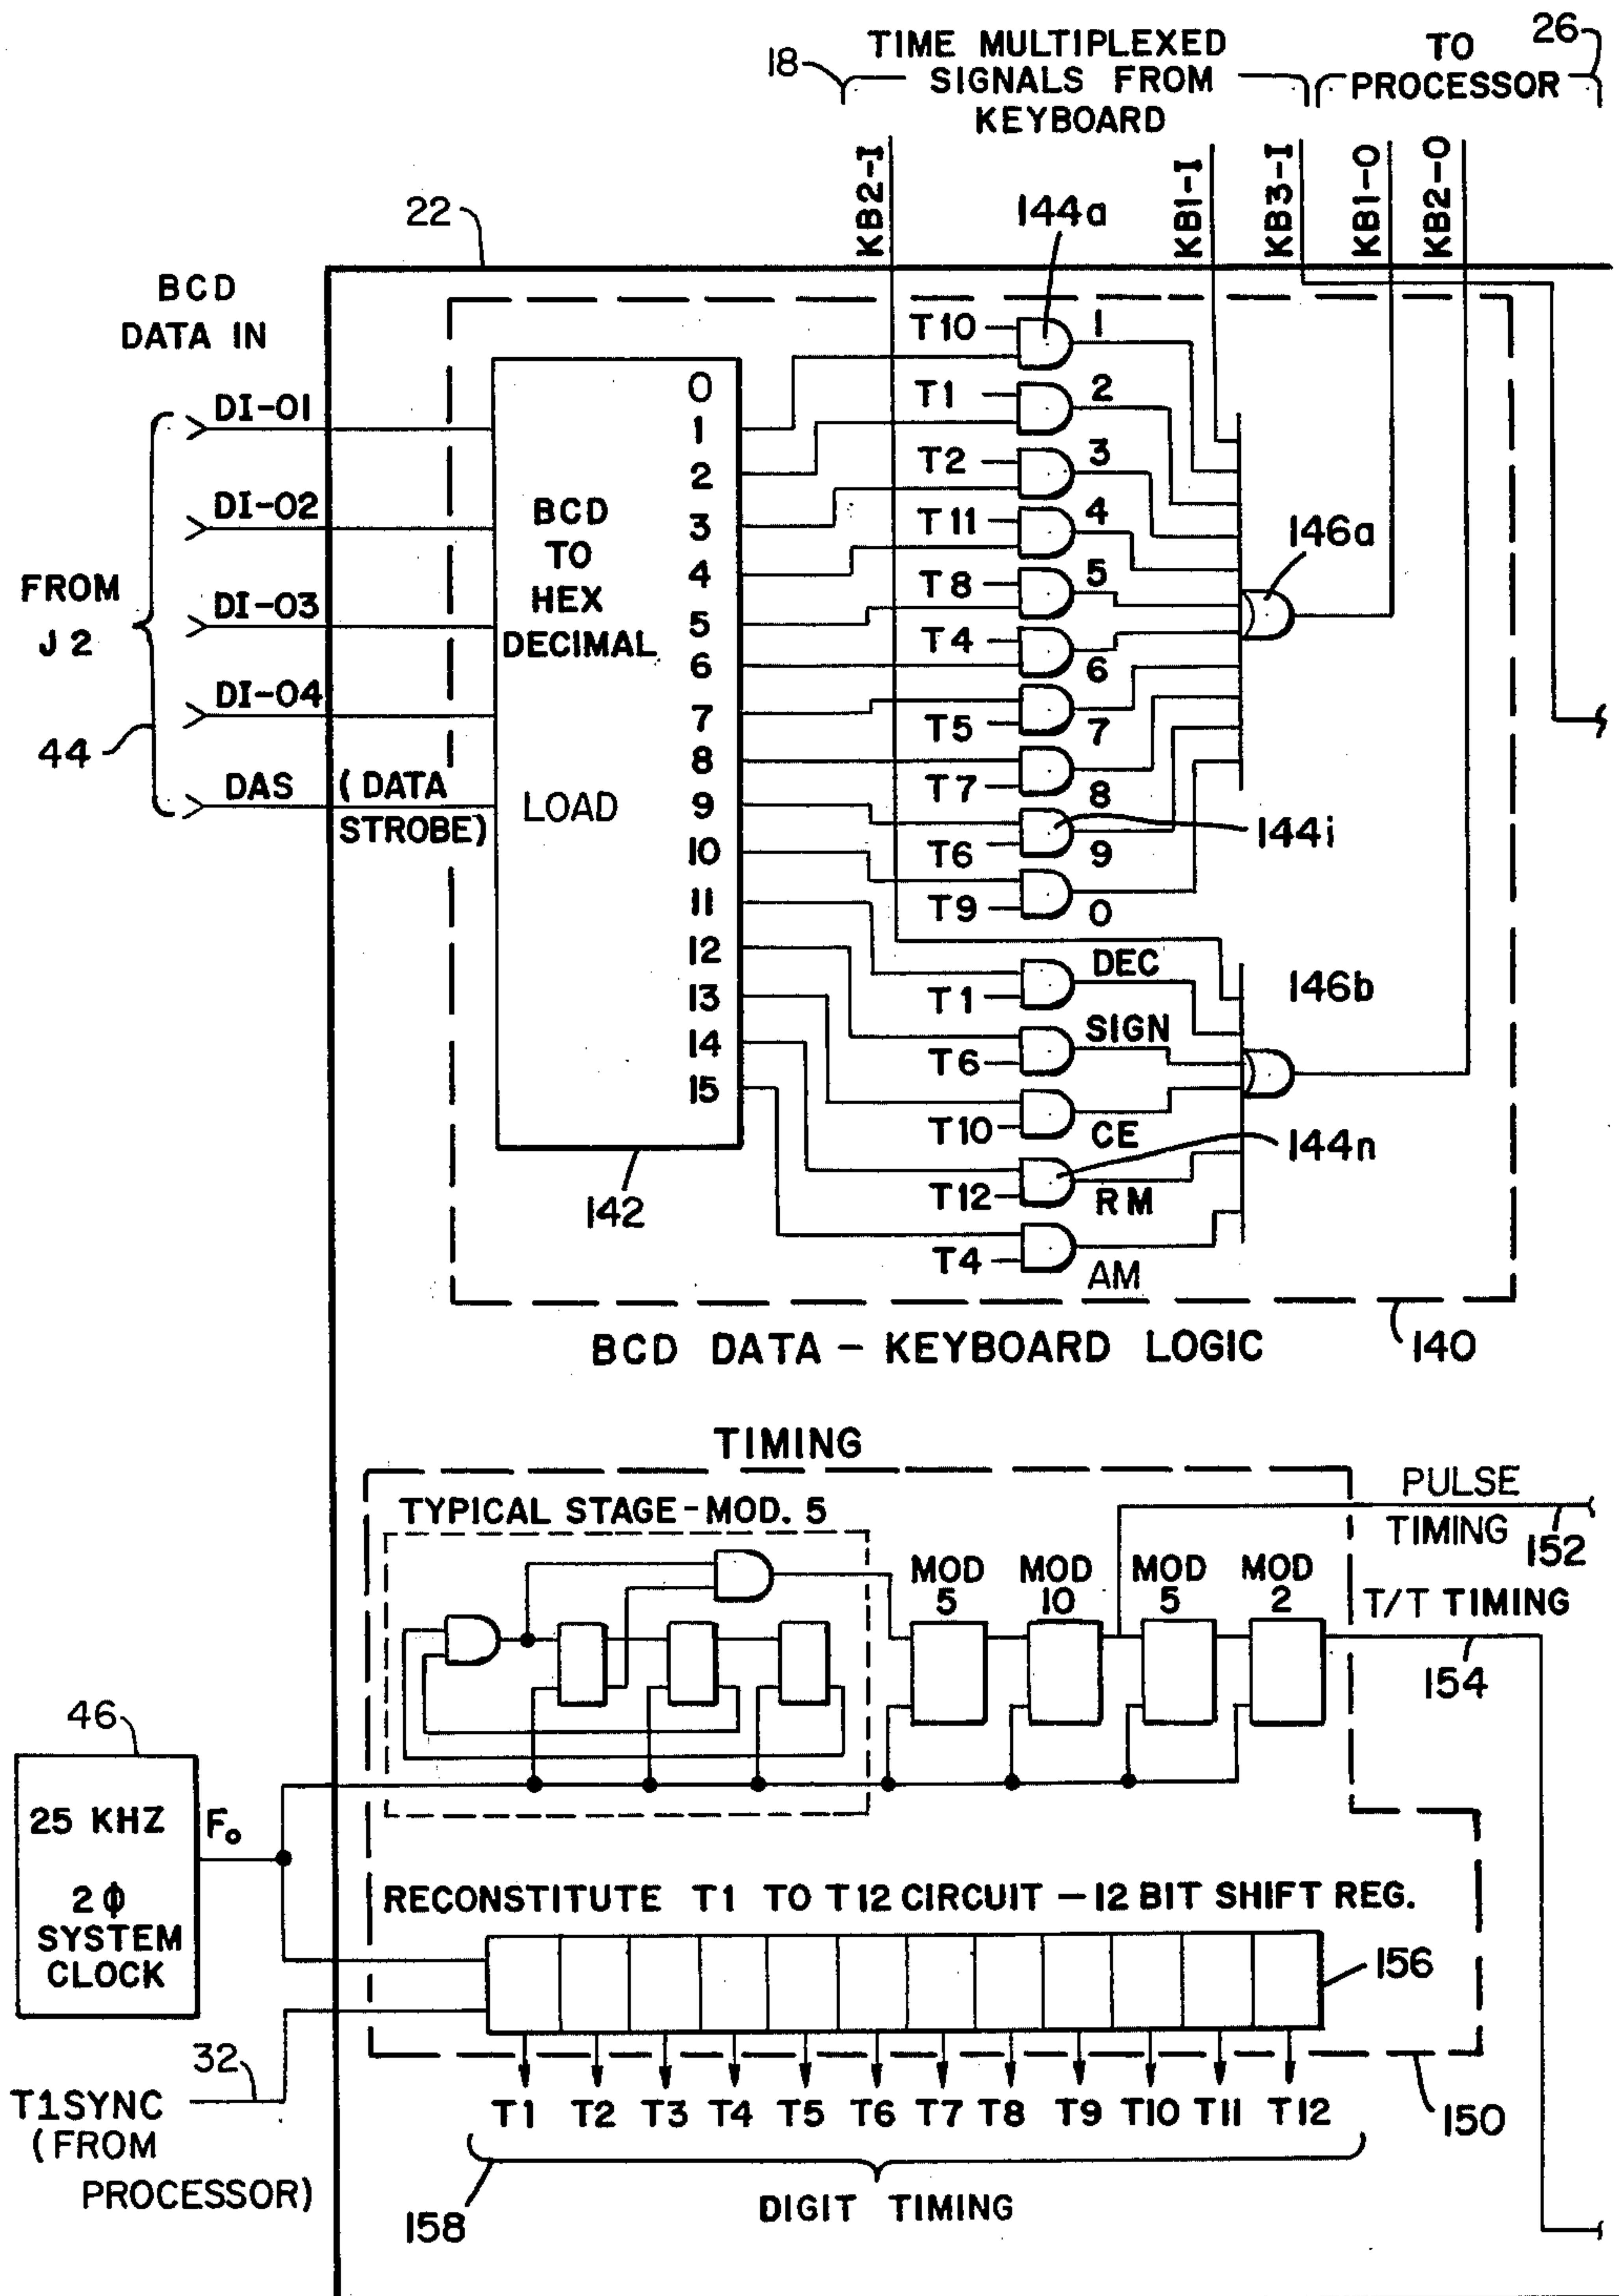 18
TIME MULTIPLEXED
SIGNALS FROM
KEYBOARD
TO
PROCESSOR
26
KB2-I
KB1-I
KB3-I
KB1-O
KB2-O
22
144a
BCD
DATA IN
DI-01
DI-02
DI-03
DI-04
DAS
(DATA
STROBE)
FROM
J2
44
BCD
TO
HEX
DECIMAL
LOAD
0
1
2
3
4
5
6
7
8
9
10
11
12
13
14
15
142
T10
1
T1
2
T2
3
T11
4
T8
5
T4
6
T5
7
T7
8
T6
9
T9
0
T1
DEC
T6
SIGN
T10
CE
T12
RM
T4
AM
146a
144i
146b
144n
140
BCD DATA - KEYBOARD LOGIC
TIMING
TYPICAL STAGE-MOD. 5
MOD
5
MOD
10
MOD
5
MOD
2
PULSE
TIMING
152
T/T TIMING
154
46
25 KHZ
2Φ
SYSTEM
CLOCK
Fo
RECONSTITUTE T1 TO T12 CIRCUIT -12 BIT SHIFT REG.
156
32
T1SYNC
(FROM
PROCESSOR)
T1 T2 T3 T4 T5 T6 T7 T8 T9 T10 T11 T12
150
158
DIGIT TIMING